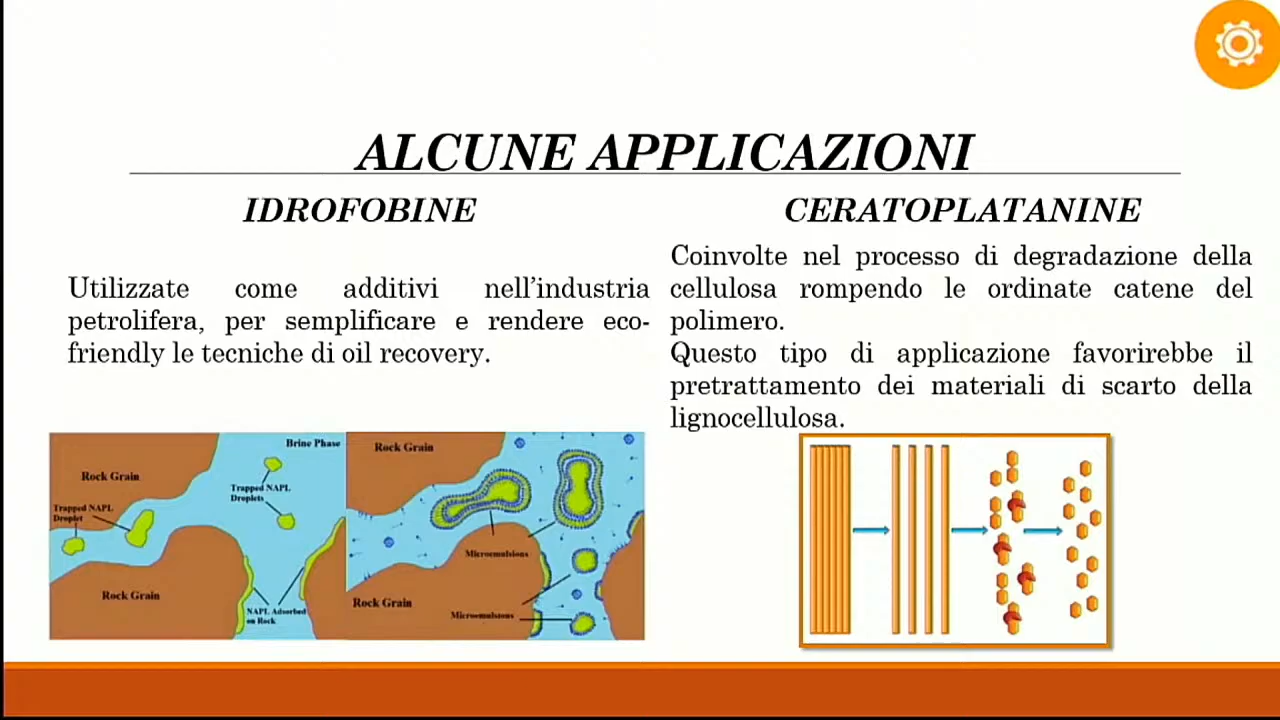 ALCUNE APPLICAZIONI
IDROFOBINE
Utilizzate come additivi nell’industria
petrolifera, per semplificare e rendere eco-
friendly le tecniche di oil recovery.
CERATOPLATANINE
Coinvolte nel processo di degradazione della
cellulosa rompendo le ordinate catene del
polimero.
Questo tipo di applicazione favorirebbe il
pretrattamento dei materiali di scarto della
lignocellulosa.
Brine Phase
Rock Grain
Trapped NAPL
Droplets
Trapped NAPL
Droplet
Rock Grain
NAPL Adsorbed
on Rock
Rock Grain
Microemulsions
Rock Grain
Microemulsions